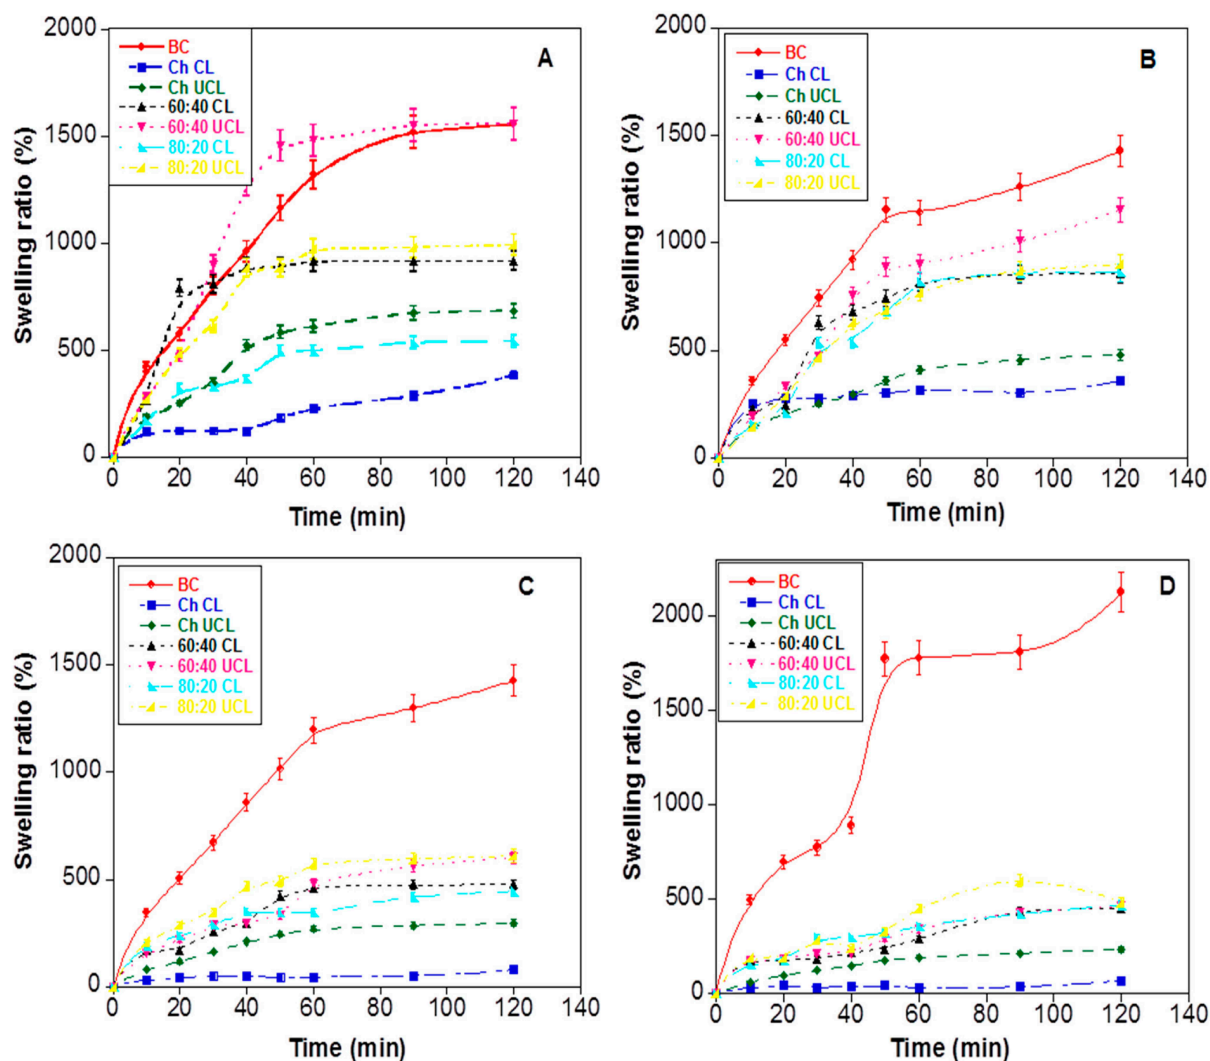 A
BC
Ch CL
Ch UCL
60:40 CL
60:40 UCL
80:20 CL
80:20 UCL
Swelling ratio (%)
2000
1500
1000
500
0
0 20 40 60 80 100 120 140
Time (min)
B
BC
Ch CL
Ch UCL
60:40 CL
60:40 UCL
80:20 CL
80:20 UCL
Swelling ratio (%)
2000
1500
1000
500
0
0 20 40 60 80 100 120 140
Time (min)
C
BC
Ch CL
Ch UCL
60:40 CL
60:40 UCL
80:20 CL
80:20 UCL
Swelling ratio (%)
2000
1500
1000
500
0
0 20 40 60 80 100 120 140
Time (min)
D
BC
Ch CL
Ch UCL
60:40 CL
60:40 UCL
80:20 CL
80:20 UCL
Swelling ratio (%)
2000
1500
1000
500
0
0 20 40 60 80 100 120 140
Time (min)